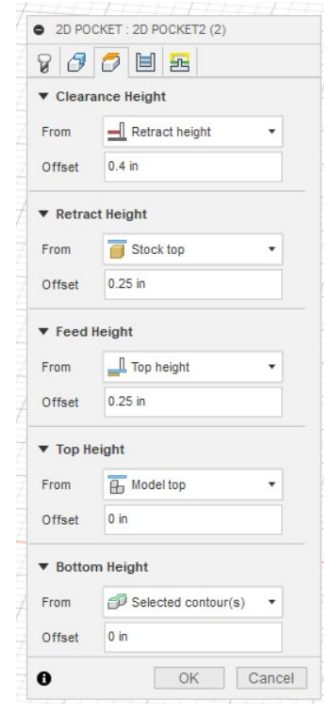 2D POCKET : 2D POCKET2 (2)
Clearance Height
From Retract height
Offset 0.4 in
Retract Height
From Stock top
Offset 0.25 in
Feed Height
From Top height
Offset 0.25 in
Top Height
From Model top
Offset 0 in
Bottom Height
From Selected contour(s)
Offset 0 in
OK Cancel